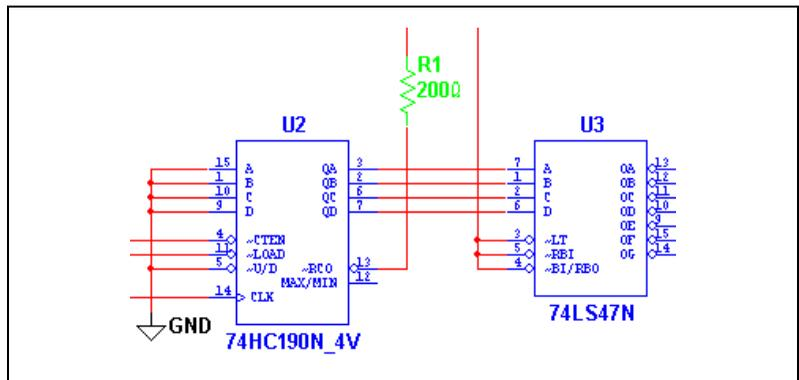 R1
200Ω
U2
15 A QA 3
1 B QB 2
10 C QC 6
9 D QD 7
4 ~CTEN
11 ~LOAD
5 ~U/D ~RCO 13
MAX/MIN 12
14 CLK
74HC190N_4V
GND
U3
7 A OA 13
1 B OB 12
2 C OC 11
6 D OD 10
OE 9
3 ~LT OF 15
5 ~RBI OG 14
4 ~BI/RBO
74LS47N